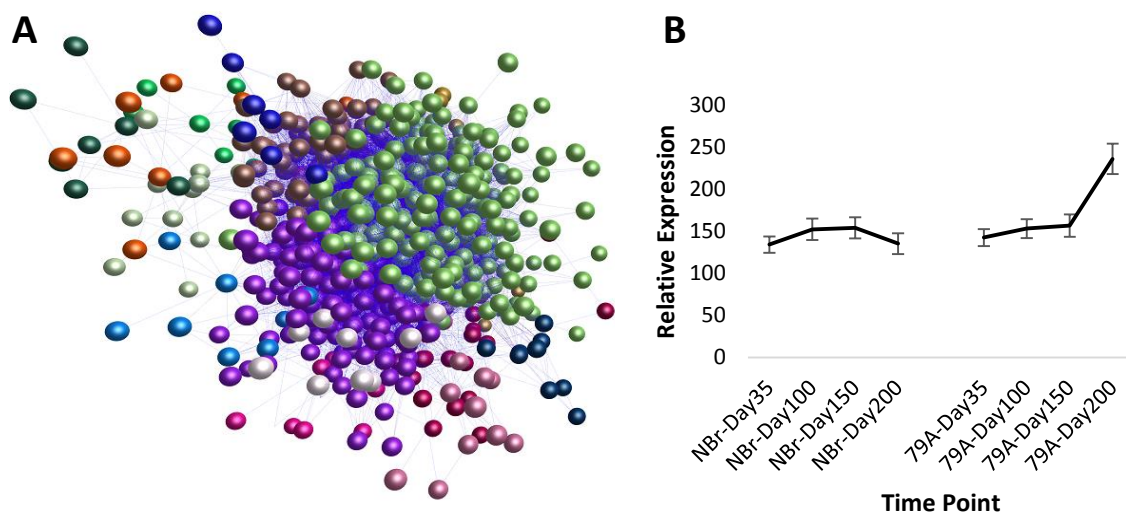 A
B
300
250
200
150
100
50
0
Relative Expression
NBr-Day35
NBr-Day100
NBr-Day150
NBr-Day200
79A-Day35
79A-Day100
79A-Day150
79A-Day200
Time Point